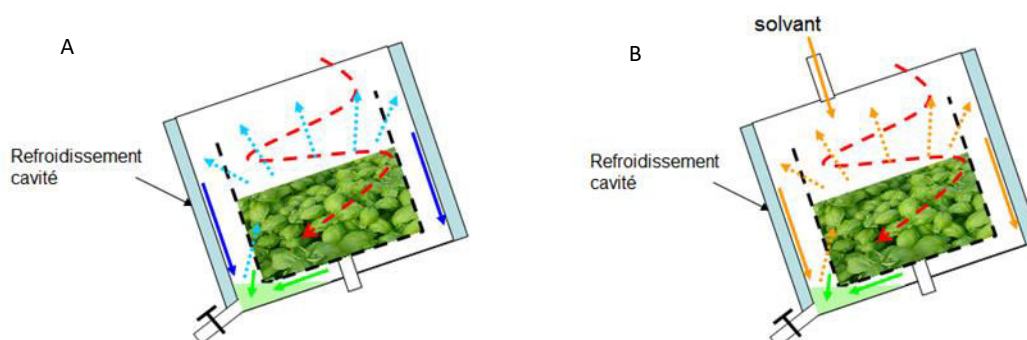 A
Refroidissement
cavité
solvant
B
Refroidissement
cavité